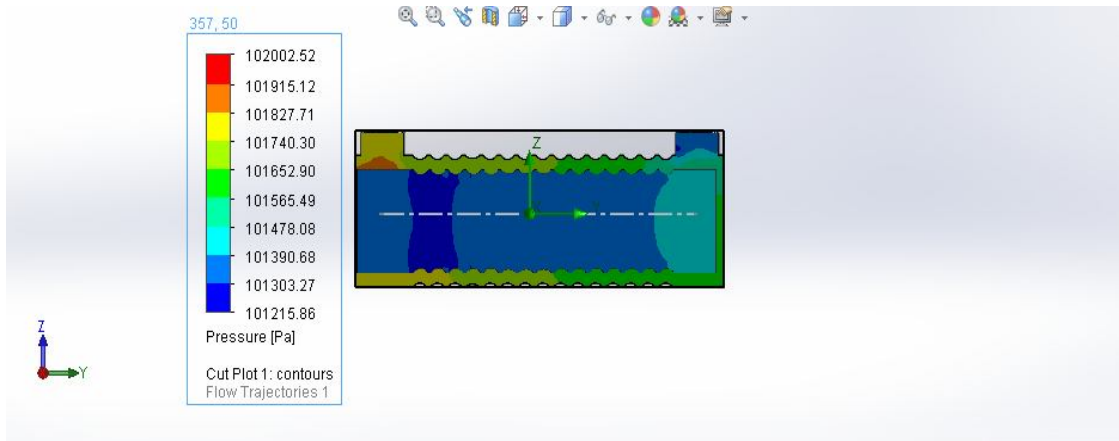 357, 50
102002.52
101915.12
101827.71
101740.30
101652.90
101565.49
101478.08
101390.68
101303.27
101215.86
Pressure [Pa]
Cut Plot 1: contours
Flow Trajectories 1
Z
Z
Y